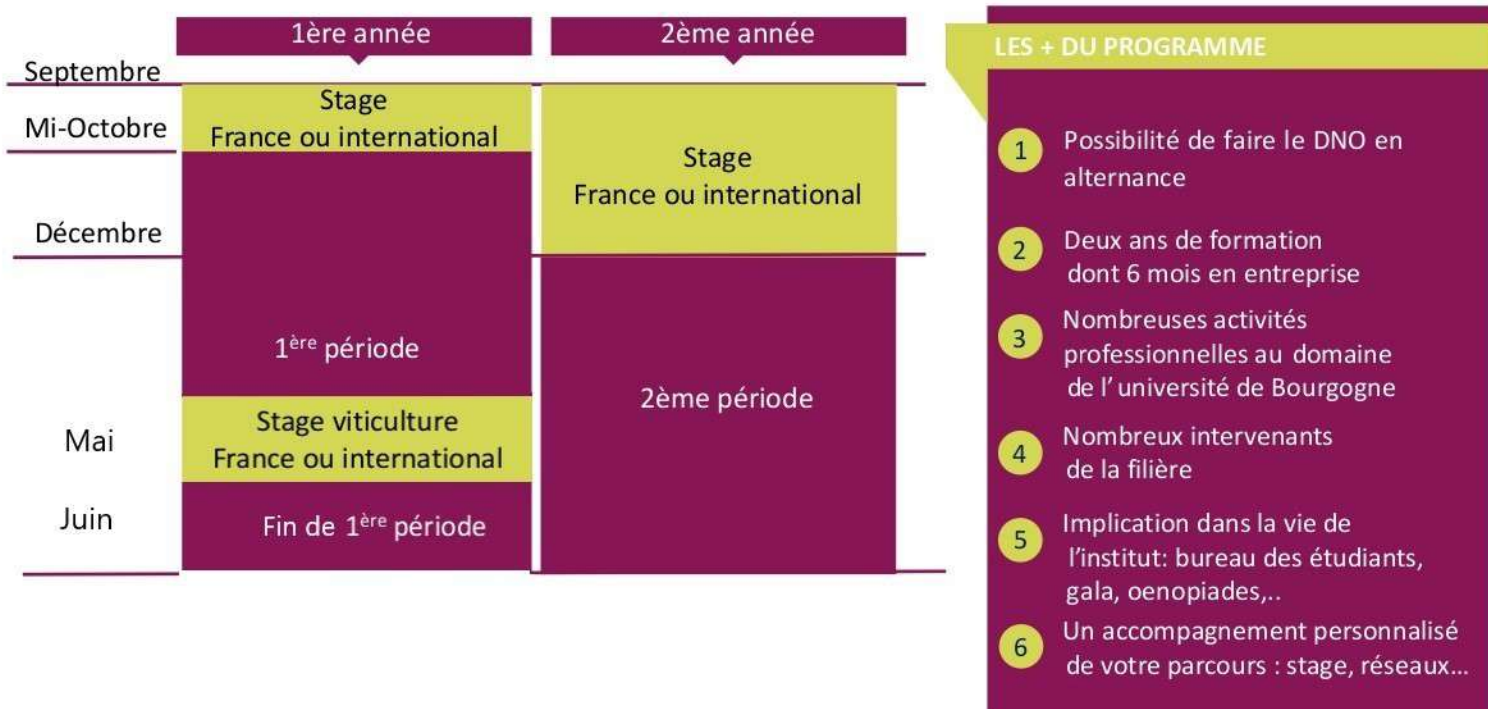 1ère année
2ème année
Septembre
Mi-Octobre
Décembre
Mai
Juin
Stage
France ou international
1ère période
Stage viticulture
France ou international
Fin de 1ère période
Stage
France ou international
2ème période
LES + DU PROGRAMME
1 Possibilité de faire le DNO en
alternance
2 Deux ans de formation
dont 6 mois en entreprise
3 Nombreuses activités
professionnelles au domaine
de l' université de Bourgogne
4 Nombreux intervenants
de la filière
5 Implication dans la vie de
l'institut: bureau des étudiants,
gala, oenopiades,..
6 Un accompagnement personnalisé
de votre parcours : stage, réseaux...